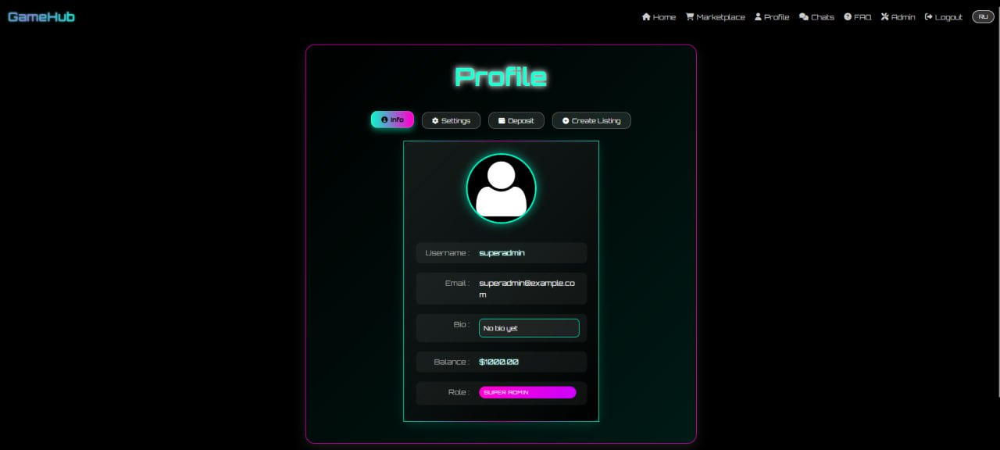 GameHub
Home Marketplace Profile Chats FAQ Admin Logout RU
Profile
Info Settings Deposit Create Listing
Username : superadmin
Email : superadmin@example.co
m
Bio : No bio yet
Balance : $1000.00
Role : SUPER ADMIN